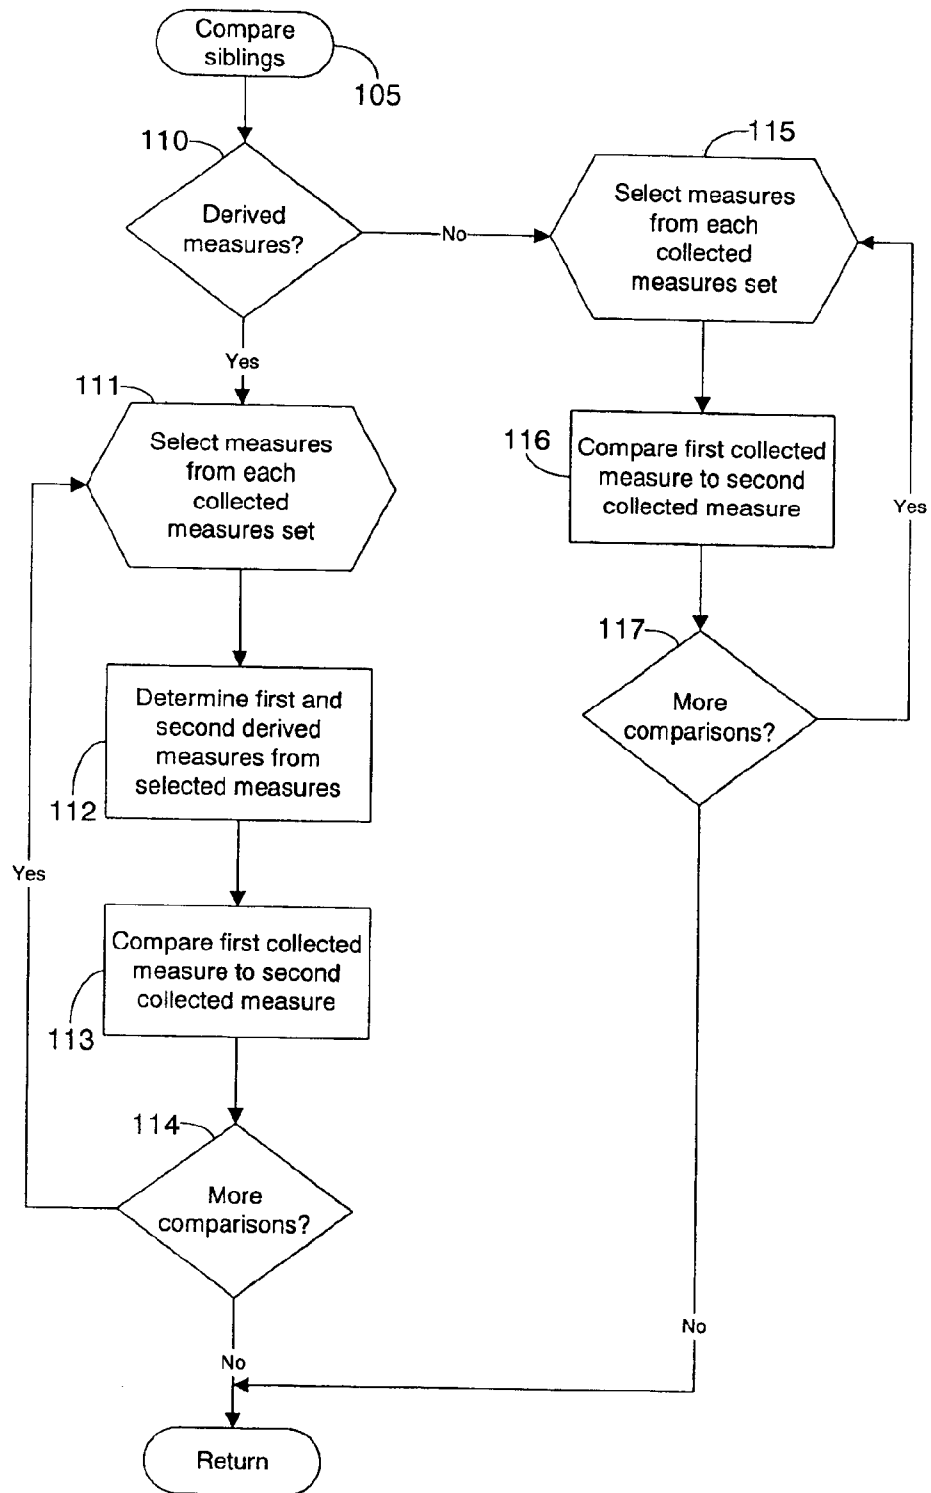 Compare
siblings
105
110
Derived
measures?
No
115
Select measures
from each
collected
measures set
Yes
111
Select measures
from each
collected
measures set
116
Compare first collected
measure to second
collected measure
Yes
117
More
comparisons?
Determine first and
second derived
measures from
selected measures
112
Yes
Compare first collected
measure to second
collected measure
113
114
More
comparisons?
No
No
Return